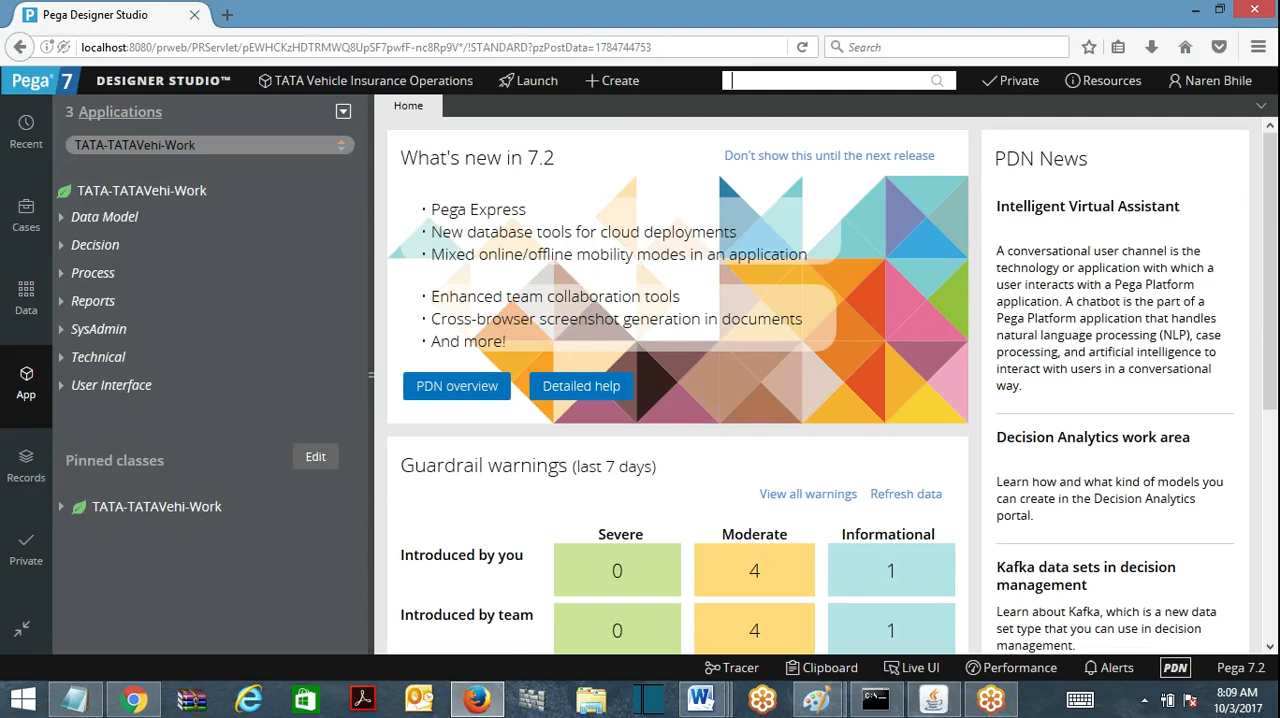 Pega Designer Studio
localhost:8080/prweb/PRServlet/pEWHCKzHDTRMWQ8UpSF7pwfF-nc8Rp9V*/!STANDARD?pzPostData=1784744753
Search
Pega 7
DESIGNER STUDIO™
TATA Vehicle Insurance Operations
Launch
Create
Private
Resources
Naren Bhile
3 Applications
TATA-TATAVehi-Work
TATA-TATAVehi-Work
Data Model
Decision
Process
Reports
SysAdmin
Technical
User Interface
Pinned classes
Edit
TATA-TATAVehi-Work
Recent
Cases
Data
App
Records
Private
Home
What's new in 7.2
Don't show this until the next release
• Pega Express
• New database tools for cloud deployments
• Mixed online/offline mobility modes in an application
• Enhanced team collaboration tools
• Cross-browser screenshot generation in documents
• And more!
PDN overview
Detailed help
Guardrail warnings (last 7 days)
View all warnings
Refresh data
Severe Moderate Informational
Introduced by you 0 4 1
Introduced by team 0 4 1
PDN News
Intelligent Virtual Assistant
A conversational user channel is the
technology or application with which a
user interacts with a Pega Platform
application. A chatbot is the part of a
Pega Platform application that handles
natural language processing (NLP), case
processing, and artificial intelligence to
interact with users in a conversational
way.
Decision Analytics work area
Learn how and what kind of models you
can create in the Decision Analytics
portal.
Kafka data sets in decision
management
Learn about Kafka, which is a new data
set type that you can use in decision
management.
Tracer
Clipboard
Live UI
Performance
Alerts
PDN
Pega 7.2
8:09 AM
10/3/2017